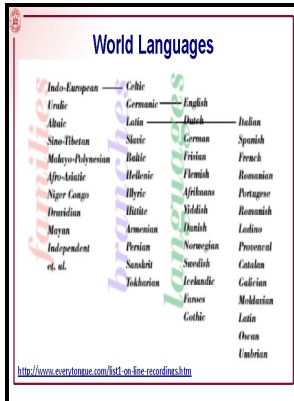 World Languages
families
Indo-European
Uralic
Altaic
Sino-Tibetan
Malayo-Polynesian
Afro-Asiatic
Niger Congo
Dravidian
Mayan
Independent
et. al.
branches
Celtic
Germanic
Latin
Slavic
Baltic
Hellenic
Illyric
Hittite
Armenian
Persian
Sanskrit
Tokharian
languages
English
Dutch
German
Frisian
Flemish
Afrikaans
Yiddish
Danish
Norwegian
Swedish
Icelandic
Faroes
Gothic
Italian
Spanish
French
Romanian
Portugese
Romanish
Ladino
Provencal
Catalan
Galician
Moldavian
Latin
Oscan
Umbrian
http://www.everytongue.com/list1-on-line-recordings.htm